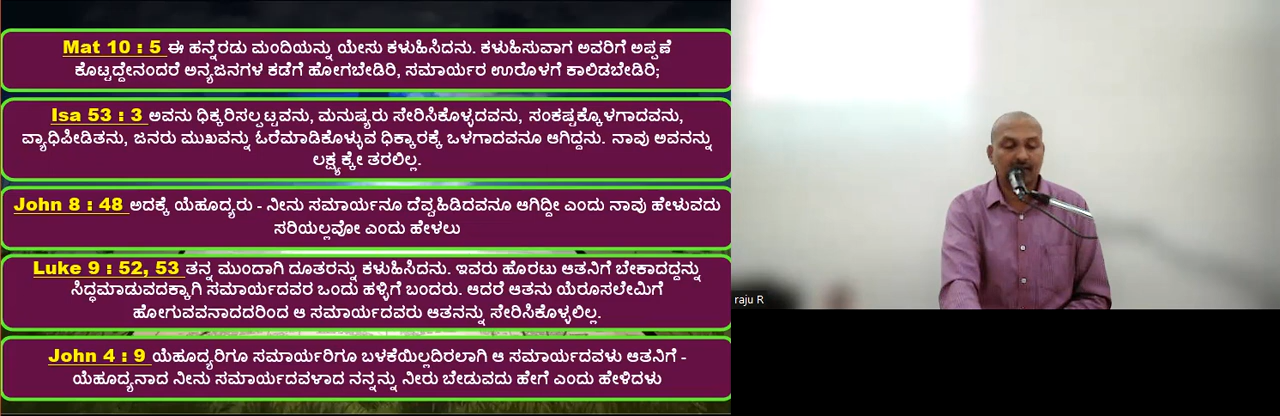 Mat 10 : 5 ಈ ಹನ್ನೆರಡು ಮಂದಿಯನ್ನು ಯೇಸು ಕಳುಹಿಸಿದನು. ಕಳುಹಿಸುವಾಗ ಅವರಿಗೆ ಅಪ್ಪಣೆ
ಕೊಟ್ಟದ್ದೇನಂದರೆ ಅನ್ಯಜನಗಳ ಕಡೆಗೆ ಹೋಗಬೇಡಿರಿ, ಸಮಾರ್ಯರ ಊರೊಳಗೆ ಕಾಲಿಡಬೇಡಿರಿ;
Isa 53 : 3 ಅವನು ಧಿಕ್ಕರಿಸಲ್ಪಟ್ಟವನು, ಮನುಷ್ಯರು ಸೇರಿಸಿಕೊಳ್ಳದವನು, ಸಂಕಷ್ಟಕ್ಕೊಳಗಾದವನು,
ವ್ಯಾಧಿಪೀಡಿತನು, ಜನರು ಮುಖವನ್ನು ಓರೆಮಾಡಿಕೊಳ್ಳುವ ಧಿಕ್ಕಾರಕ್ಕೆ ಒಳಗಾದವನೂ ಆಗಿದ್ದನು. ನಾವು ಅವನನ್ನು
ಲಕ್ಷ್ಯಕ್ಕೇ ತರಲಿಲ್ಲ.
John 8 : 48 ಅದಕ್ಕೆ ಯೆಹೂದ್ಯರು - ನೀನು ಸಮಾರ್ಯನೂ ದೆವ್ವಹಿಡಿದವನೂ ಆಗಿದ್ದೀ ಎಂದು ನಾವು ಹೇಳುವದು
ಸರಿಯಲ್ಲವೋ ಎಂದು ಹೇಳಲು
Luke 9 : 52, 53 ತನ್ನ ಮುಂದಾಗಿ ದೂತರನ್ನು ಕಳುಹಿಸಿದನು. ಇವರು ಹೊರಟು ಆತನಿಗೆ ಬೇಕಾದದ್ದನ್ನು
ಸಿದ್ಧಮಾಡುವದಕ್ಕಾಗಿ ಸಮಾರ್ಯದವರ ಒಂದು ಹಳ್ಳಿಗೆ ಬಂದರು. ಆದರೆ ಆತನು ಯೆರೂಸಲೇಮಿಗೆ
ಹೋಗುವವನಾದದರಿಂದ ಆ ಸಮಾರ್ಯದವರು ಆತನನ್ನು ಸೇರಿಸಿಕೊಳ್ಳಲಿಲ್ಲ.
John 4 : 9 ಯೆಹೂದ್ಯರಿಗೂ ಸಮಾರ್ಯರಿಗೂ ಬಳಕೆಯಿಲ್ಲದಿರಲಾಗಿ ಆ ಸಮಾರ್ಯದವಳು ಆತನಿಗೆ -
ಯೆಹೂದ್ಯನಾದ ನೀನು ಸಮಾರ್ಯದವಳಾದ ನನ್ನನ್ನು ನೀರು ಬೇಡುವದು ಹೇಗೆ ಎಂದು ಹೇಳಿದಳು
raju R